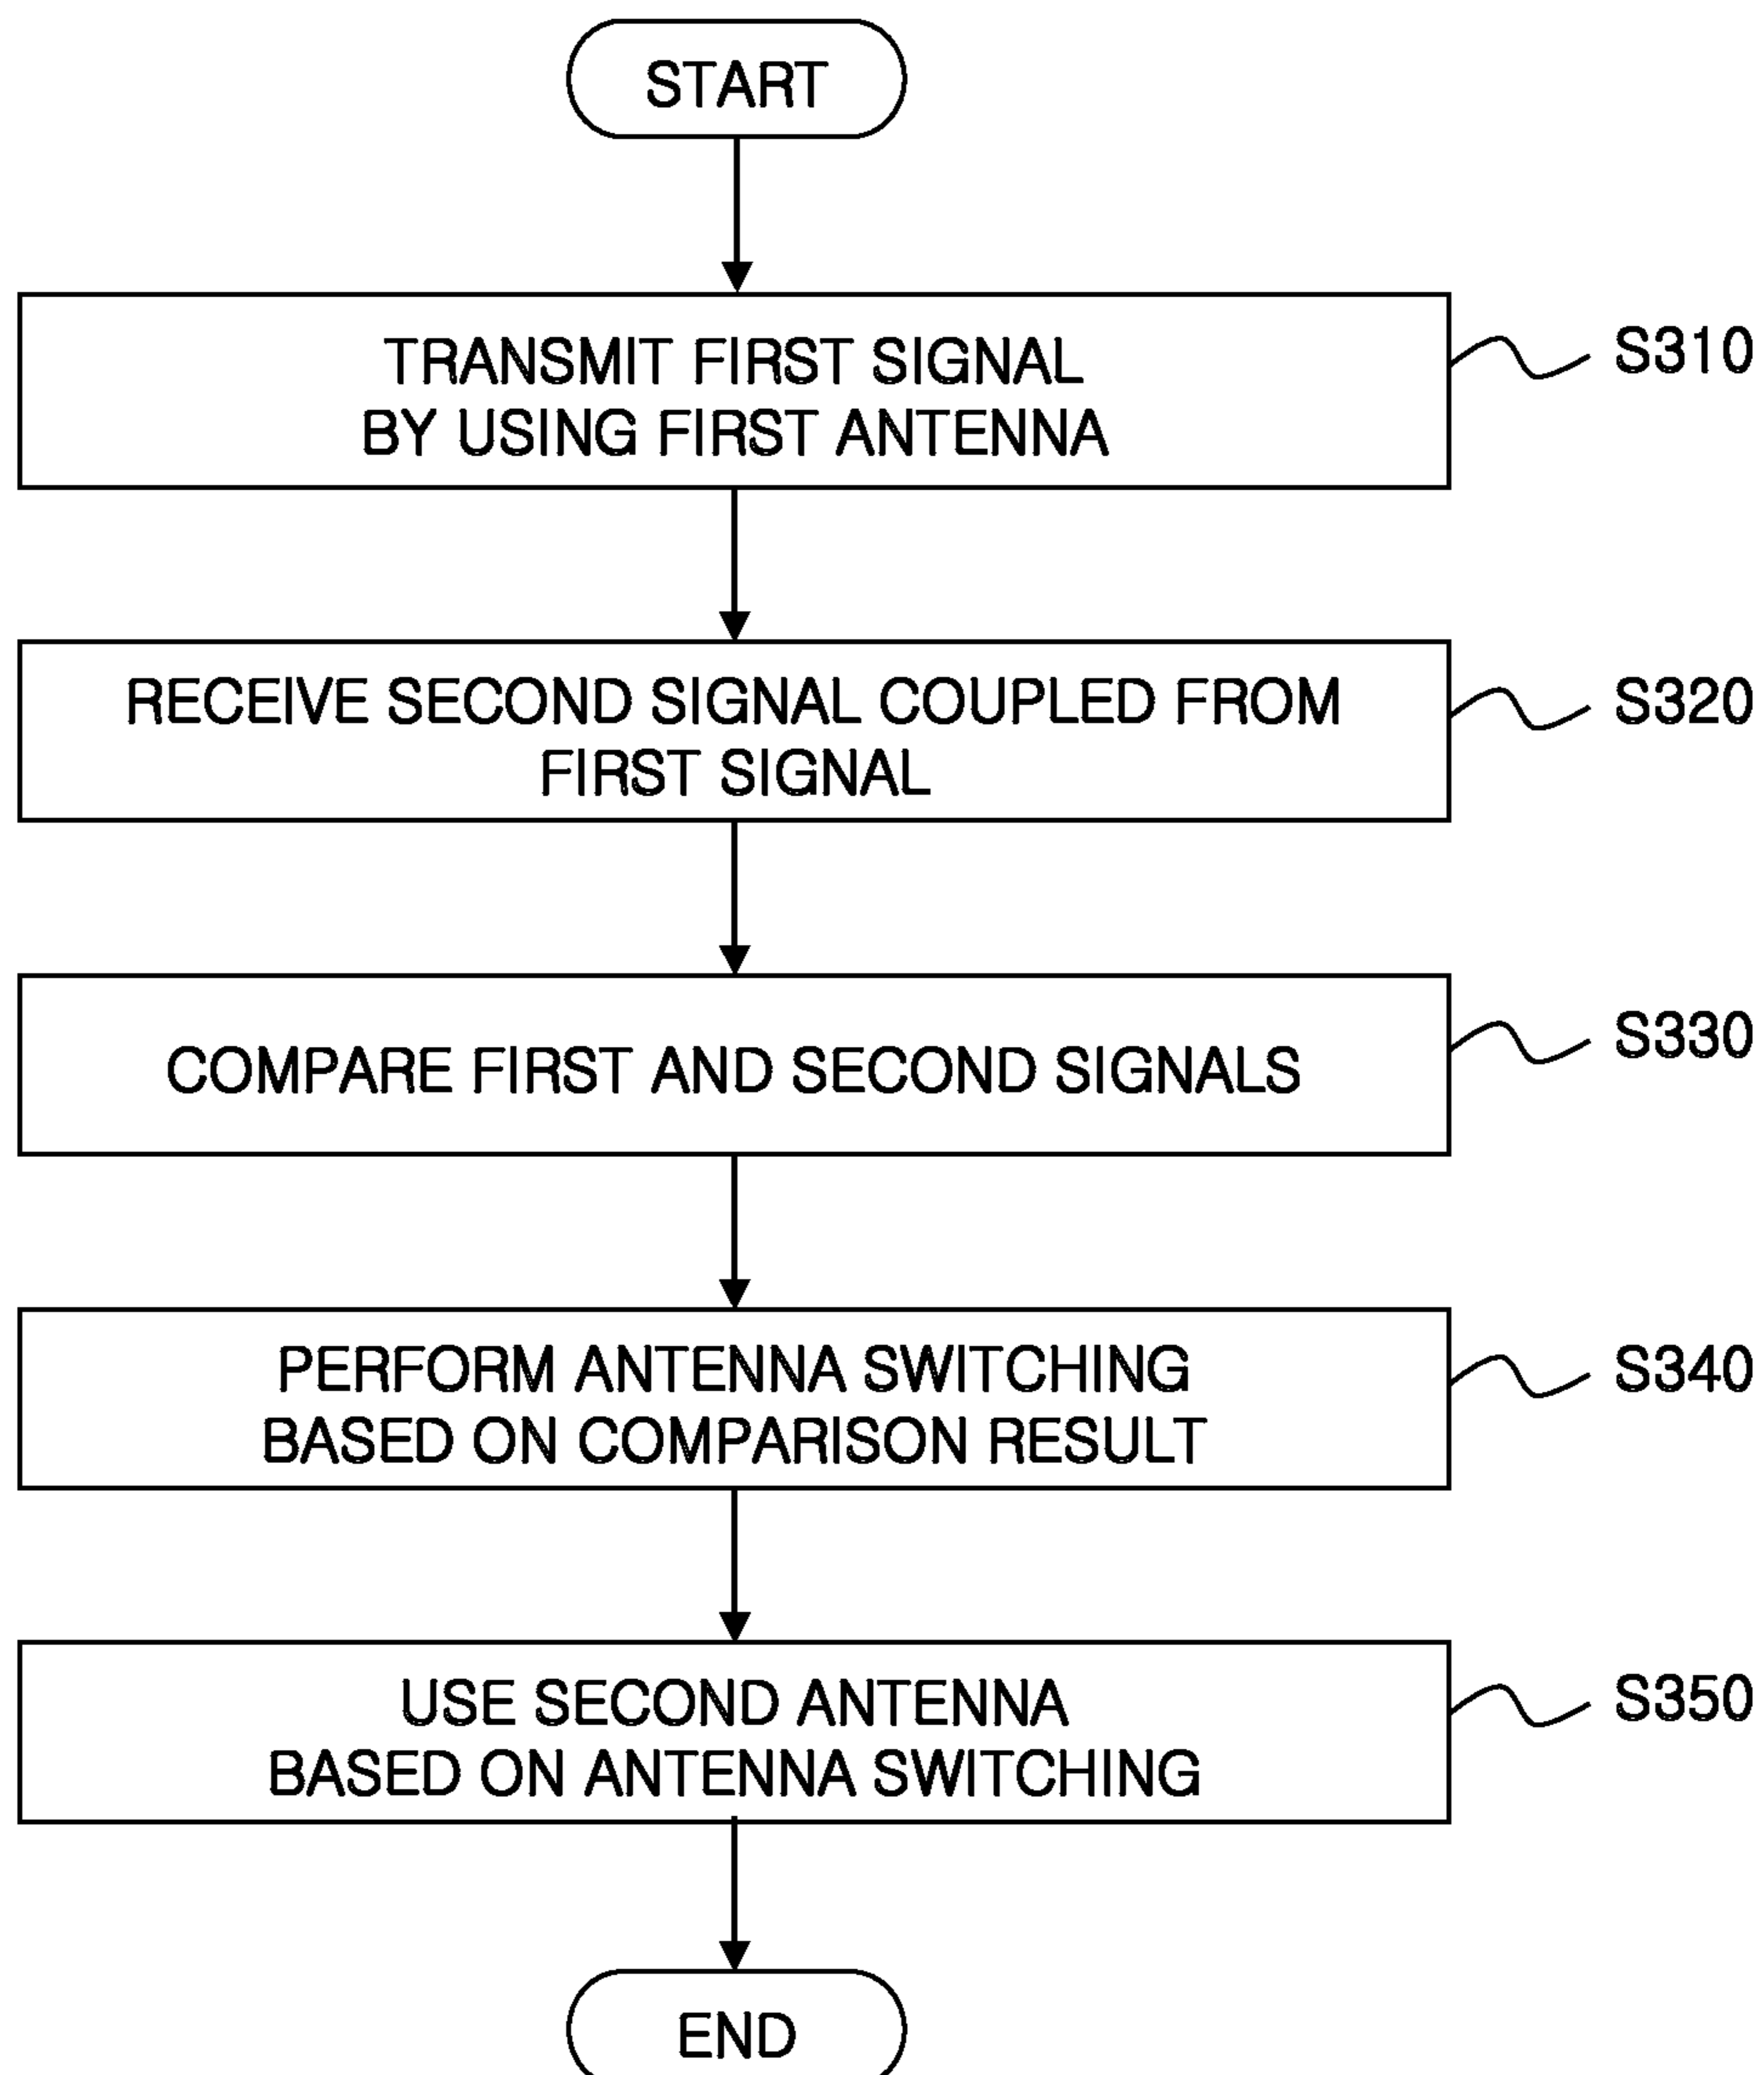 START
TRANSMIT FIRST SIGNAL
BY USING FIRST ANTENNA
S310
RECEIVE SECOND SIGNAL COUPLED FROM
FIRST SIGNAL
S320
COMPARE FIRST AND SECOND SIGNALS
S330
PERFORM ANTENNA SWITCHING
BASED ON COMPARISON RESULT
S340
USE SECOND ANTENNA
BASED ON ANTENNA SWITCHING
S350
END